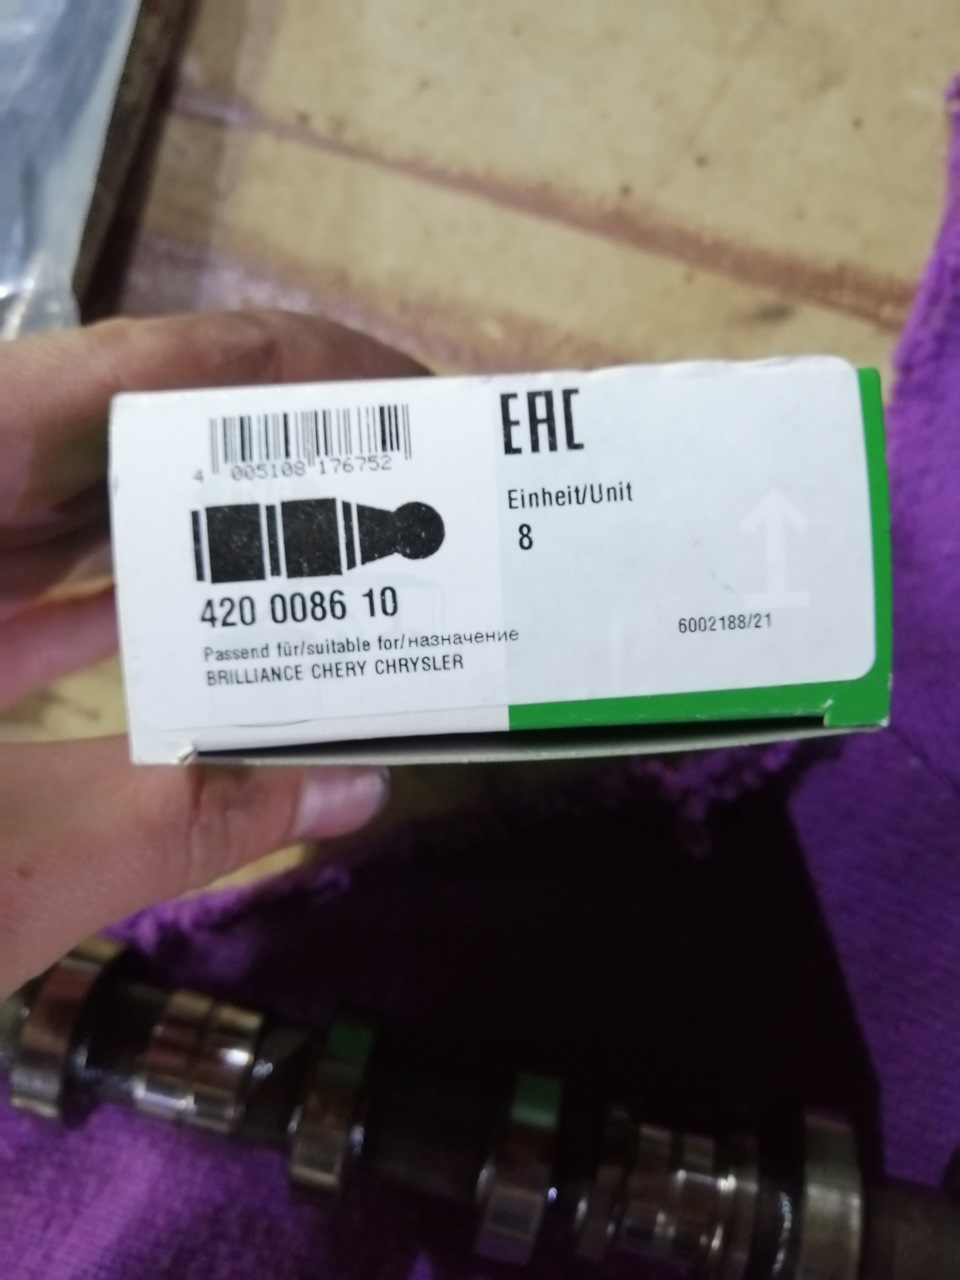 4 005108 176752
EAC
Einheit/Unit
8
420 0086 10
Passend für/suitable for/назначение
BRILLIANCE CHERY CHRYSLER
6002188/21